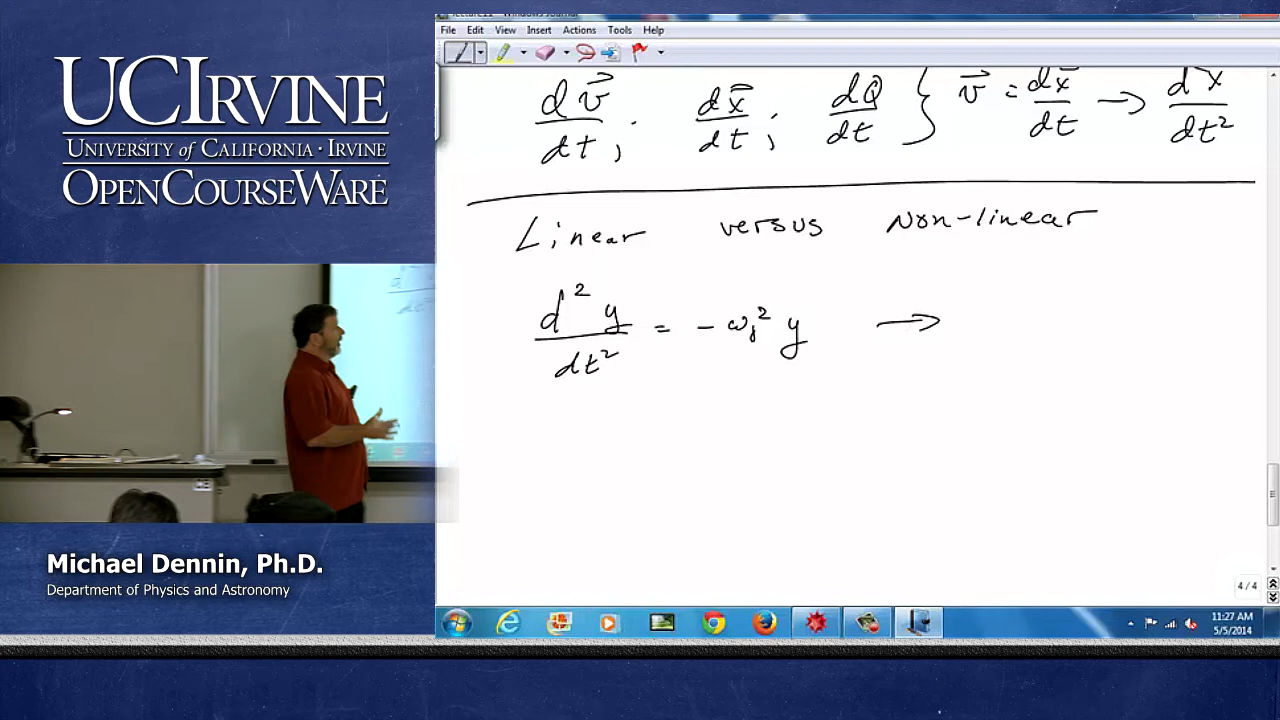 UCIRVINE
UNIVERSITY of CALIFORNIA · IRVINE
OPENCOURSEWARE
Michael Dennin, Ph.D.
Department of Physics and Astronomy
File Edit View Insert Actions Tools Help
dv⃗/dt ; dx⃗/dt ; dQ/dt } v⃗ = dx⃗/dt → d²x⃗/dt²
Linear versus Non-linear
d²y/dt² = - ω₀² y →
4 / 4
11:27 AM
5/5/2014